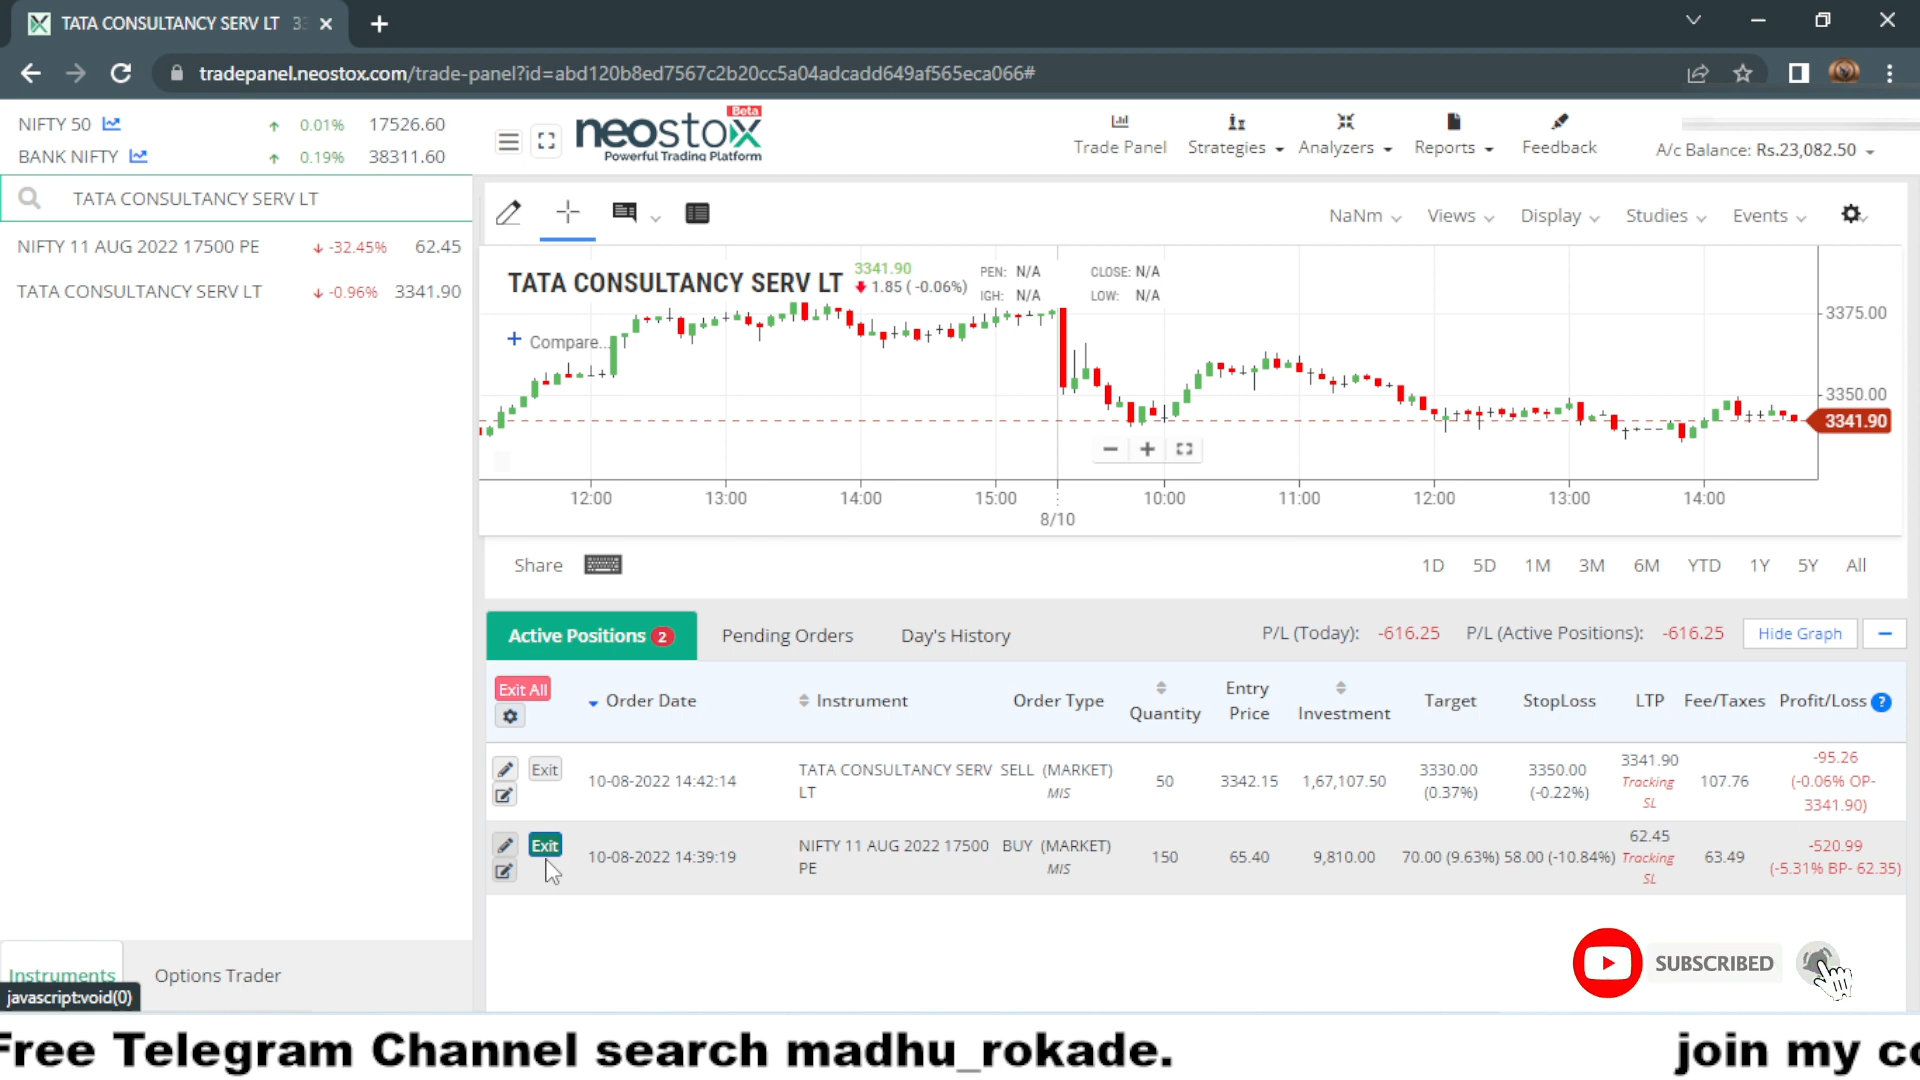 TATA CONSULTANCY SERV LT 33
tradepanel.neostox.com/trade-panel?id=abd120b8ed7567c2b20cc5a04adcadd649af565eca066#
NIFTY 50 0.01% 17526.60
BANK NIFTY 0.19% 38311.60
TATA CONSULTANCY SERV LT
NIFTY 11 AUG 2022 17500 PE -32.45% 62.45
TATA CONSULTANCY SERV LT -0.96% 3341.90
neostox Beta
Powerful Trading Platform
Trade Panel Strategies Analyzers Reports Feedback
A/c Balance: Rs.23,082.50
NaNm Views Display Studies Events
TATA CONSULTANCY SERV LT 3341.90 1.85 ( -0.06%)
PEN: N/A CLOSE: N/A
IGH: N/A LOW: N/A
+ Compare...
3375.00
3350.00
3341.90
12:00 13:00 14:00 15:00 10:00 11:00 12:00 13:00 14:00
8/10
Share 1D 5D 1M 3M 6M YTD 1Y 5Y All
Active Positions 2 Pending Orders Day's History P/L (Today): -616.25 P/L (Active Positions): -616.25 Hide Graph
Exit All Order Date Instrument Order Type Quantity Entry Price Investment Target StopLoss LTP Fee/Taxes Profit/Loss ?
Exit 10-08-2022 14:42:14 TATA CONSULTANCY SERV LT SELL (MARKET) MIS 50 3342.15 1,67,107.50 3330.00 (0.37%) 3350.00 (-0.22%) 3341.90 Tracking SL 107.76 -95.26 (-0.06% OP- 3341.90)
Exit 10-08-2022 14:39:19 NIFTY 11 AUG 2022 17500 PE BUY (MARKET) MIS 150 65.40 9,810.00 70.00 (9.63%) 58.00 (-10.84%) 62.45 Tracking SL 63.49 -520.99 (-5.31% BP- 62.35)
SUBSCRIBED
Instruments Options Trader
javascript:void(0)
Free Telegram Channel search madhu_rokade. join my co